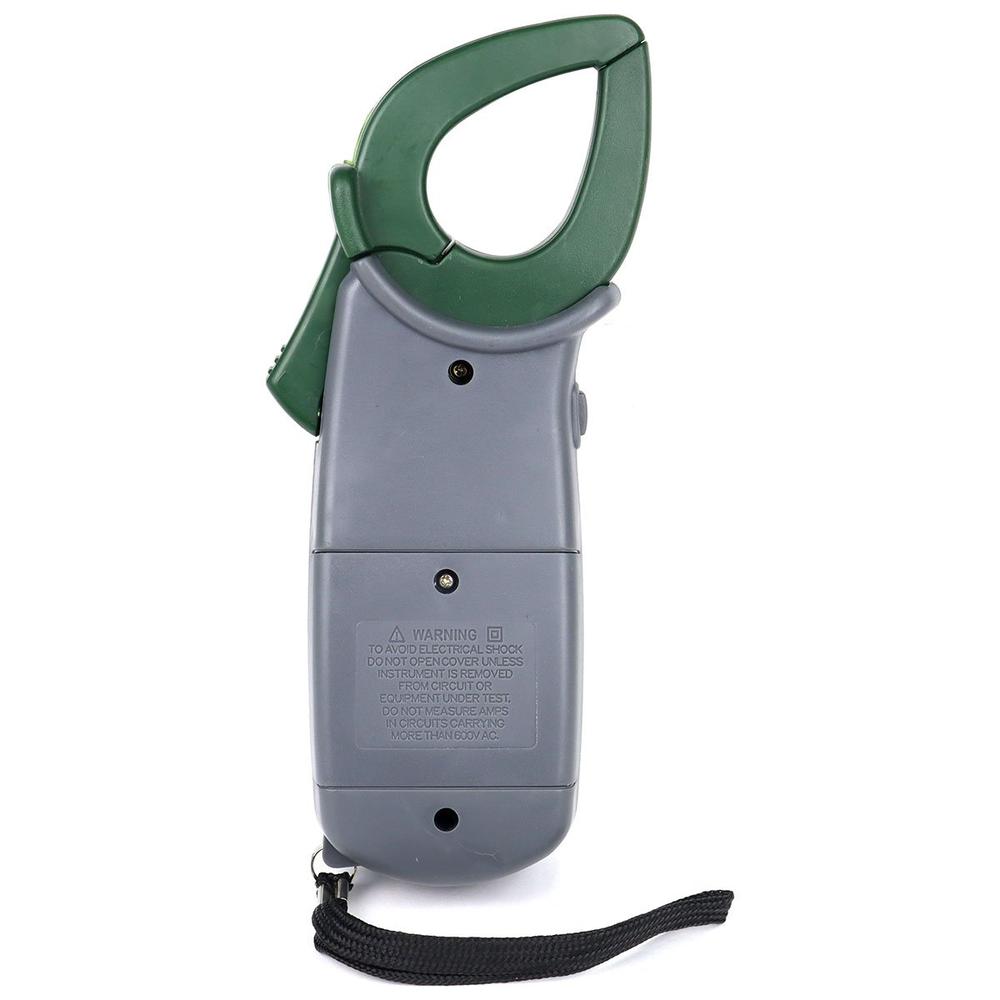 ⚠ WARNING
TO AVOID ELECTRICAL SHOCK
DO NOT OPEN COVER UNLESS
INSTRUMENT IS REMOVED
FROM CIRCUIT OR
EQUIPMENT UNDER TEST,
DO NOT MEASURE AMPS
IN CIRCUITS CARRYING
MORE THAN 600V AC.